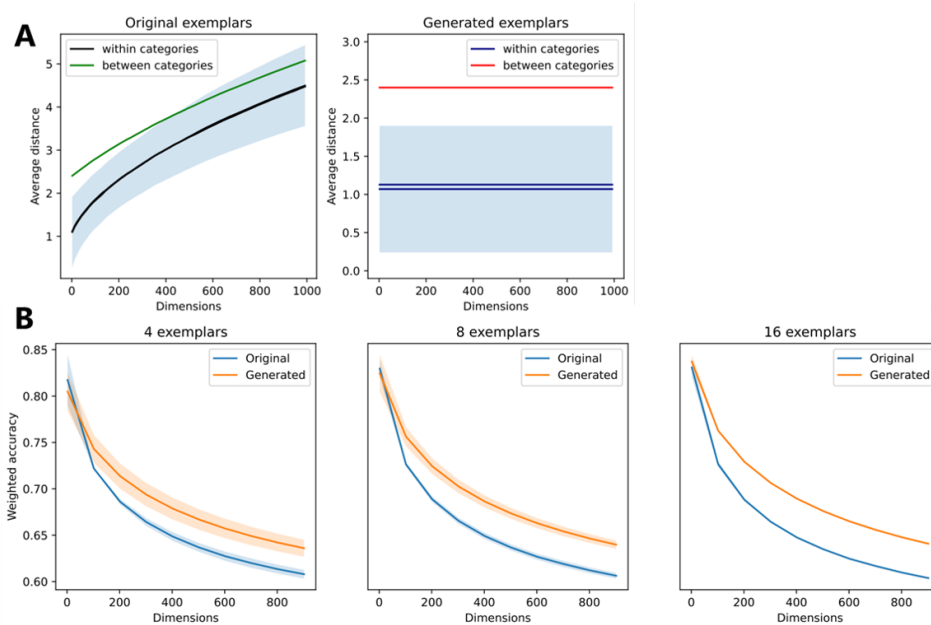 A
Original exemplars
within categories
between categories
Average distance
5
4
3
2
1
0 200 400 600 800 1000
Dimensions
Generated exemplars
within categories
between categories
Average distance
3.0
2.5
2.0
1.5
1.0
0.5
0.0
0 200 400 600 800 1000
Dimensions
B
4 exemplars
Original
Generated
Weighted accuracy
0.85
0.80
0.75
0.70
0.65
0.60
0 200 400 600 800
Dimensions
8 exemplars
Original
Generated
0 200 400 600 800
Dimensions
16 exemplars
Original
Generated
0 200 400 600 800
Dimensions